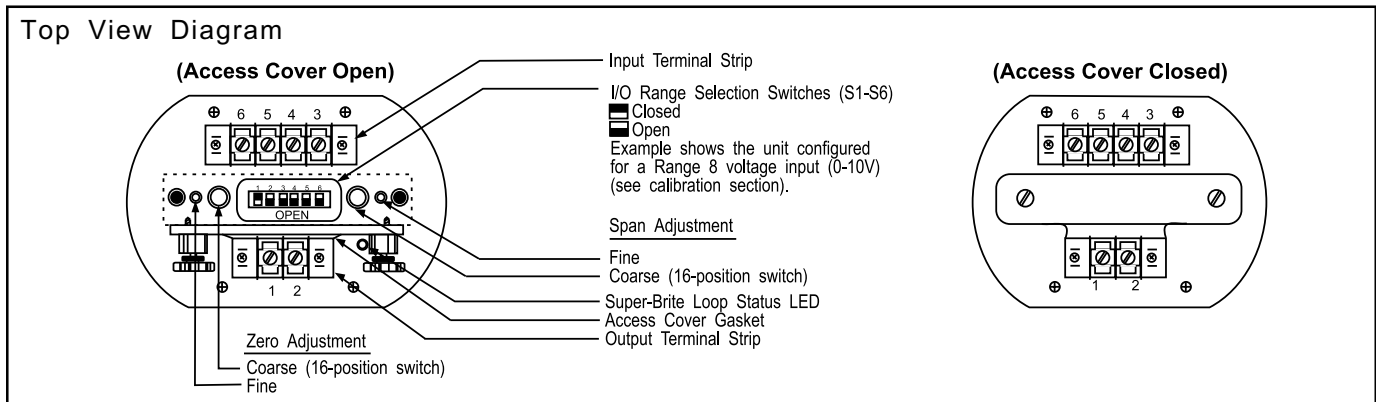 Top View Diagram
(Access Cover Open)
6 5 4 3
1 2 3 4 5 6
OPEN
1 2
Zero Adjustment
Coarse (16-position switch)
Fine
Input Terminal Strip
I/O Range Selection Switches (S1-S6)
Closed
Open
Example shows the unit configured
for a Range 8 voltage input (0-10V)
(see calibration section).
Span Adjustment
Fine
Coarse (16-position switch)
Super-Brite Loop Status LED
Access Cover Gasket
Output Terminal Strip
(Access Cover Closed)
6 5 4 3
1 2